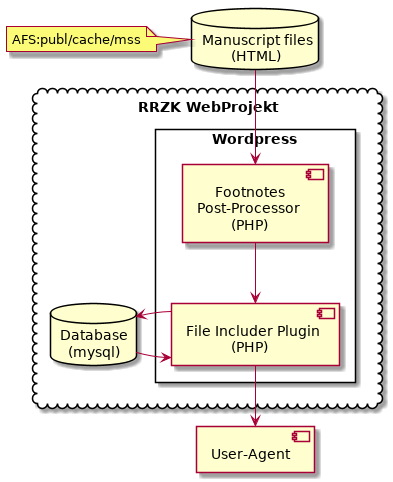 AFS:publ/cache/mss
Manuscript files
(HTML)
RRZK WebProjekt
Wordpress
Footnotes
Post-Processor
(PHP)
Database
(mysql)
File Includer Plugin
(PHP)
User-Agent